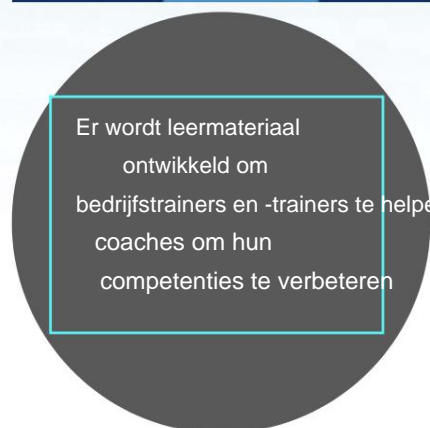 Er wordt leermateriaal
ontwikkeld om
bedrijfstrainers en -trainers te helpe
coaches om hun
competenties te verbeteren